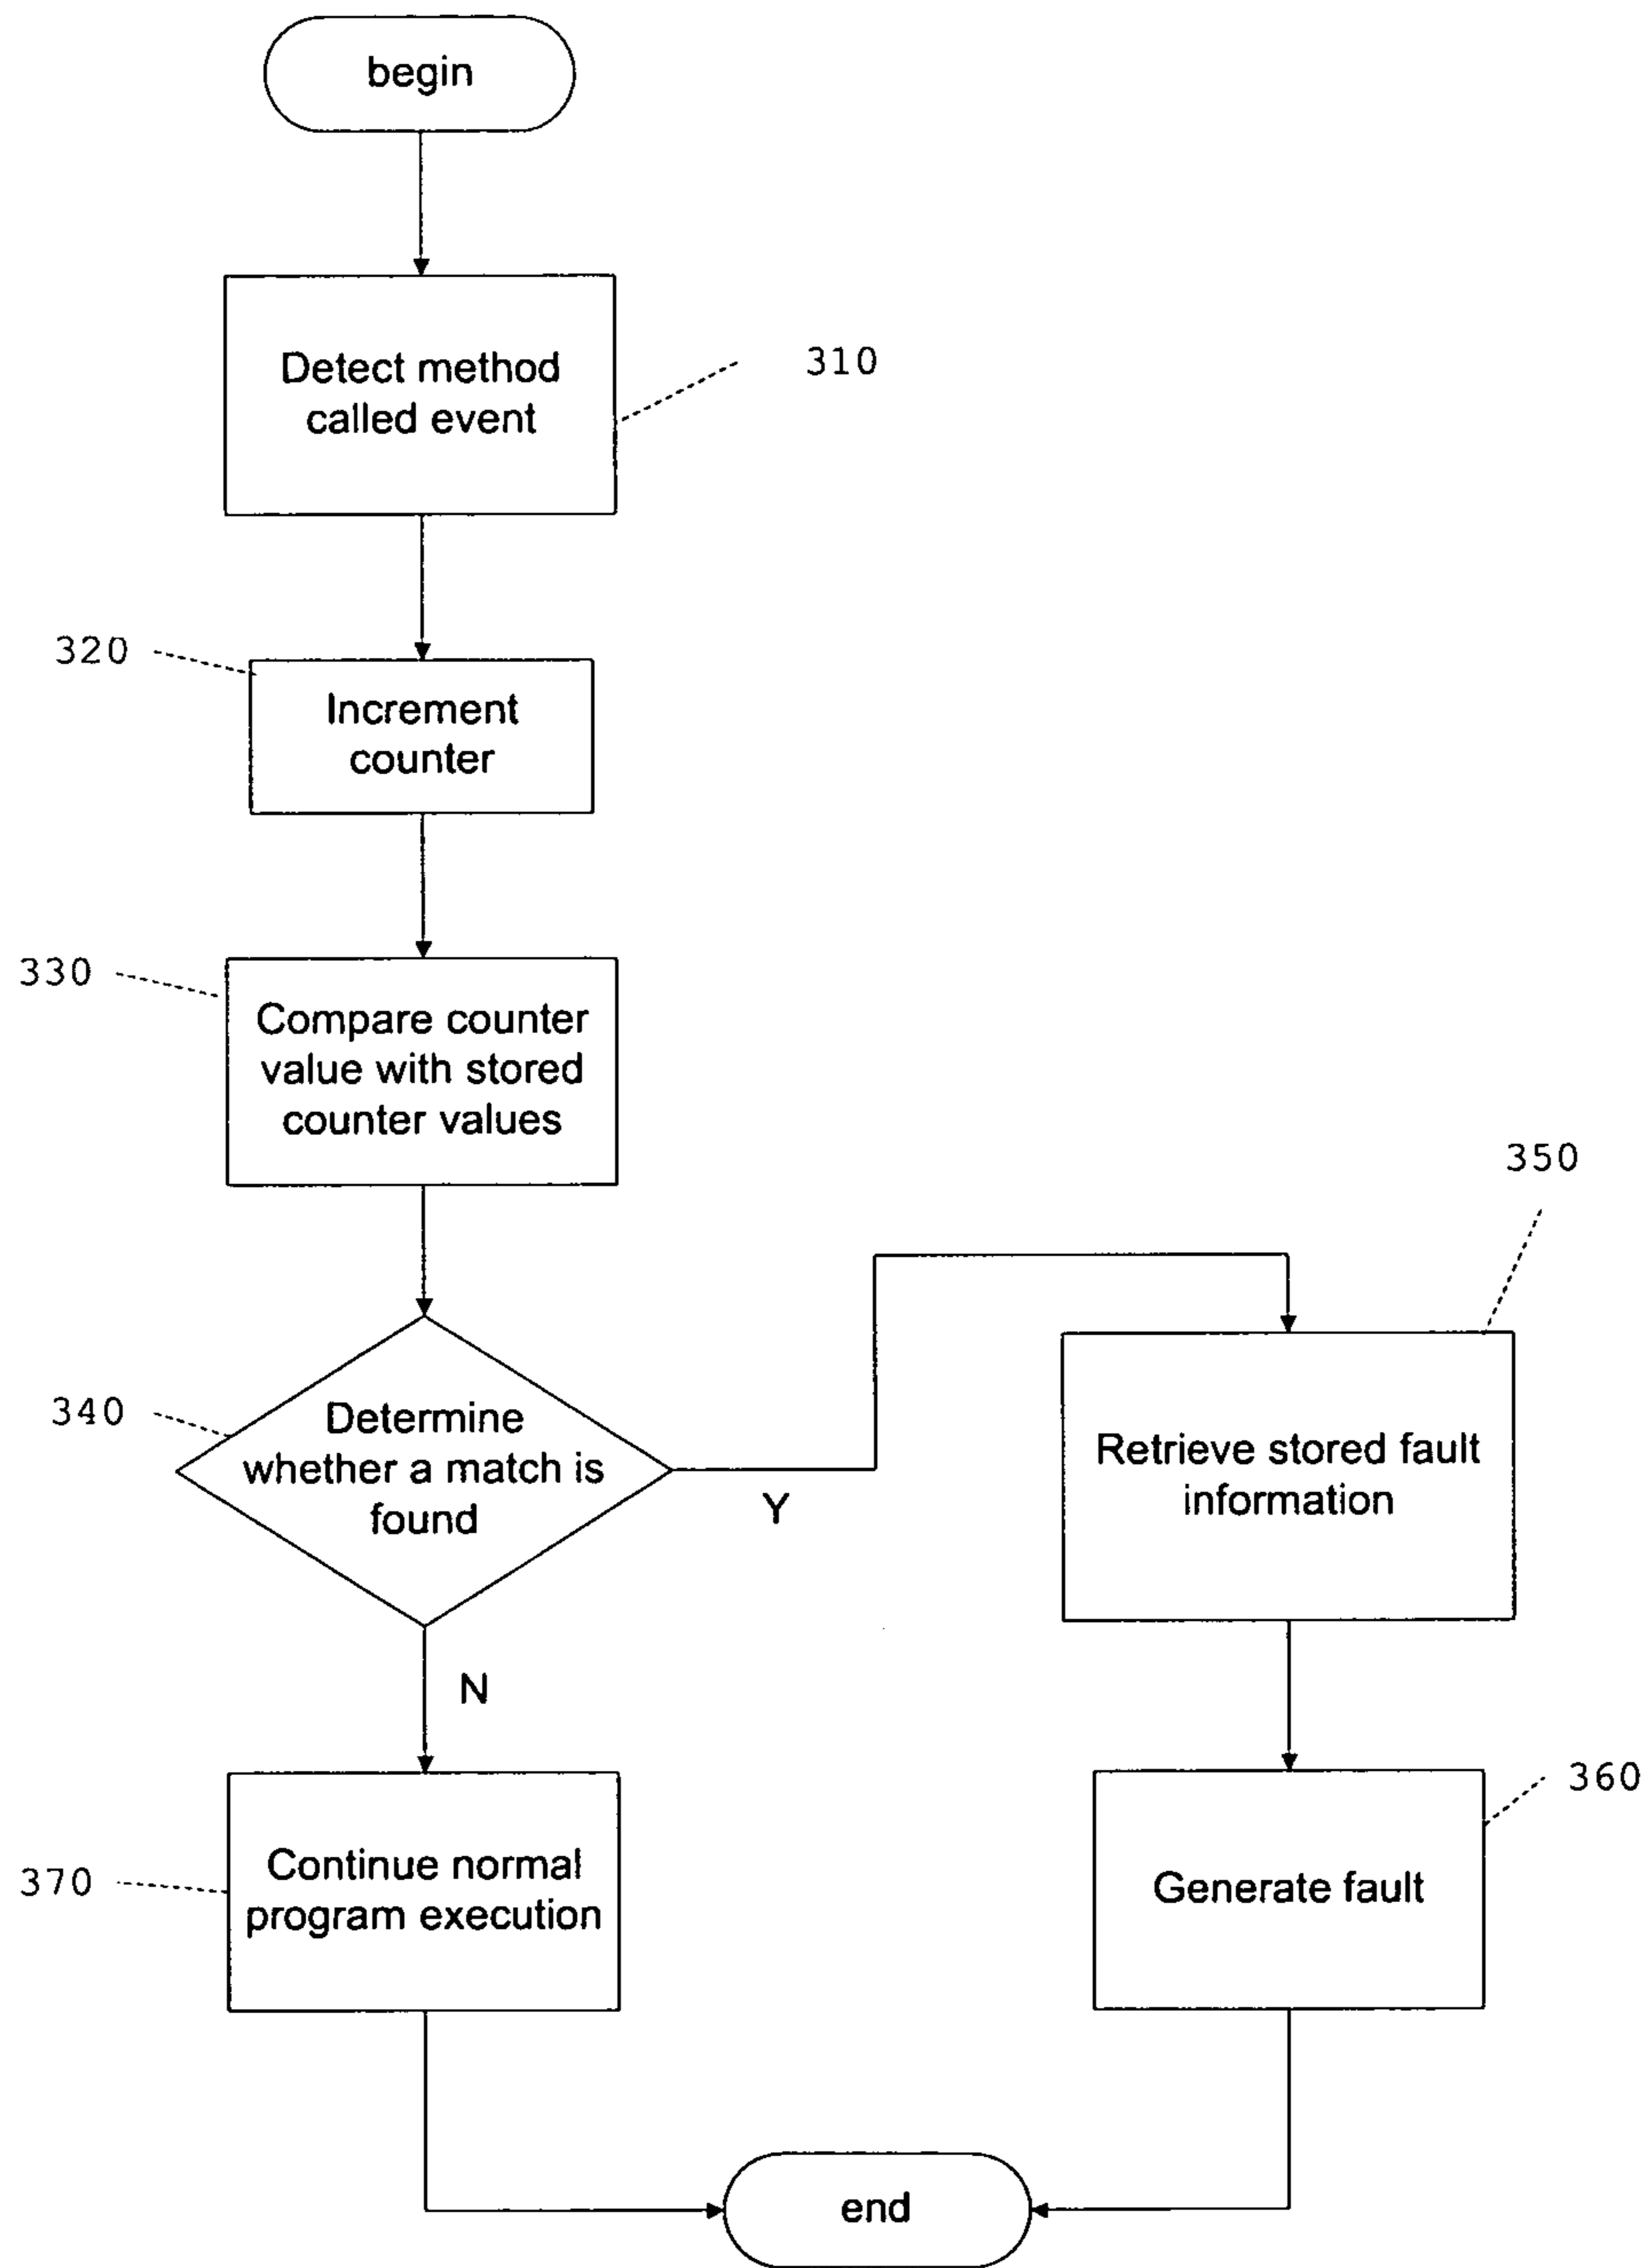 begin
Detect method
called event
310
320
Increment
counter
330
Compare counter
value with stored
counter values
340
Determine
whether a match is
found
Y
N
350
Retrieve stored fault
information
360
Generate fault
370
Continue normal
program execution
end